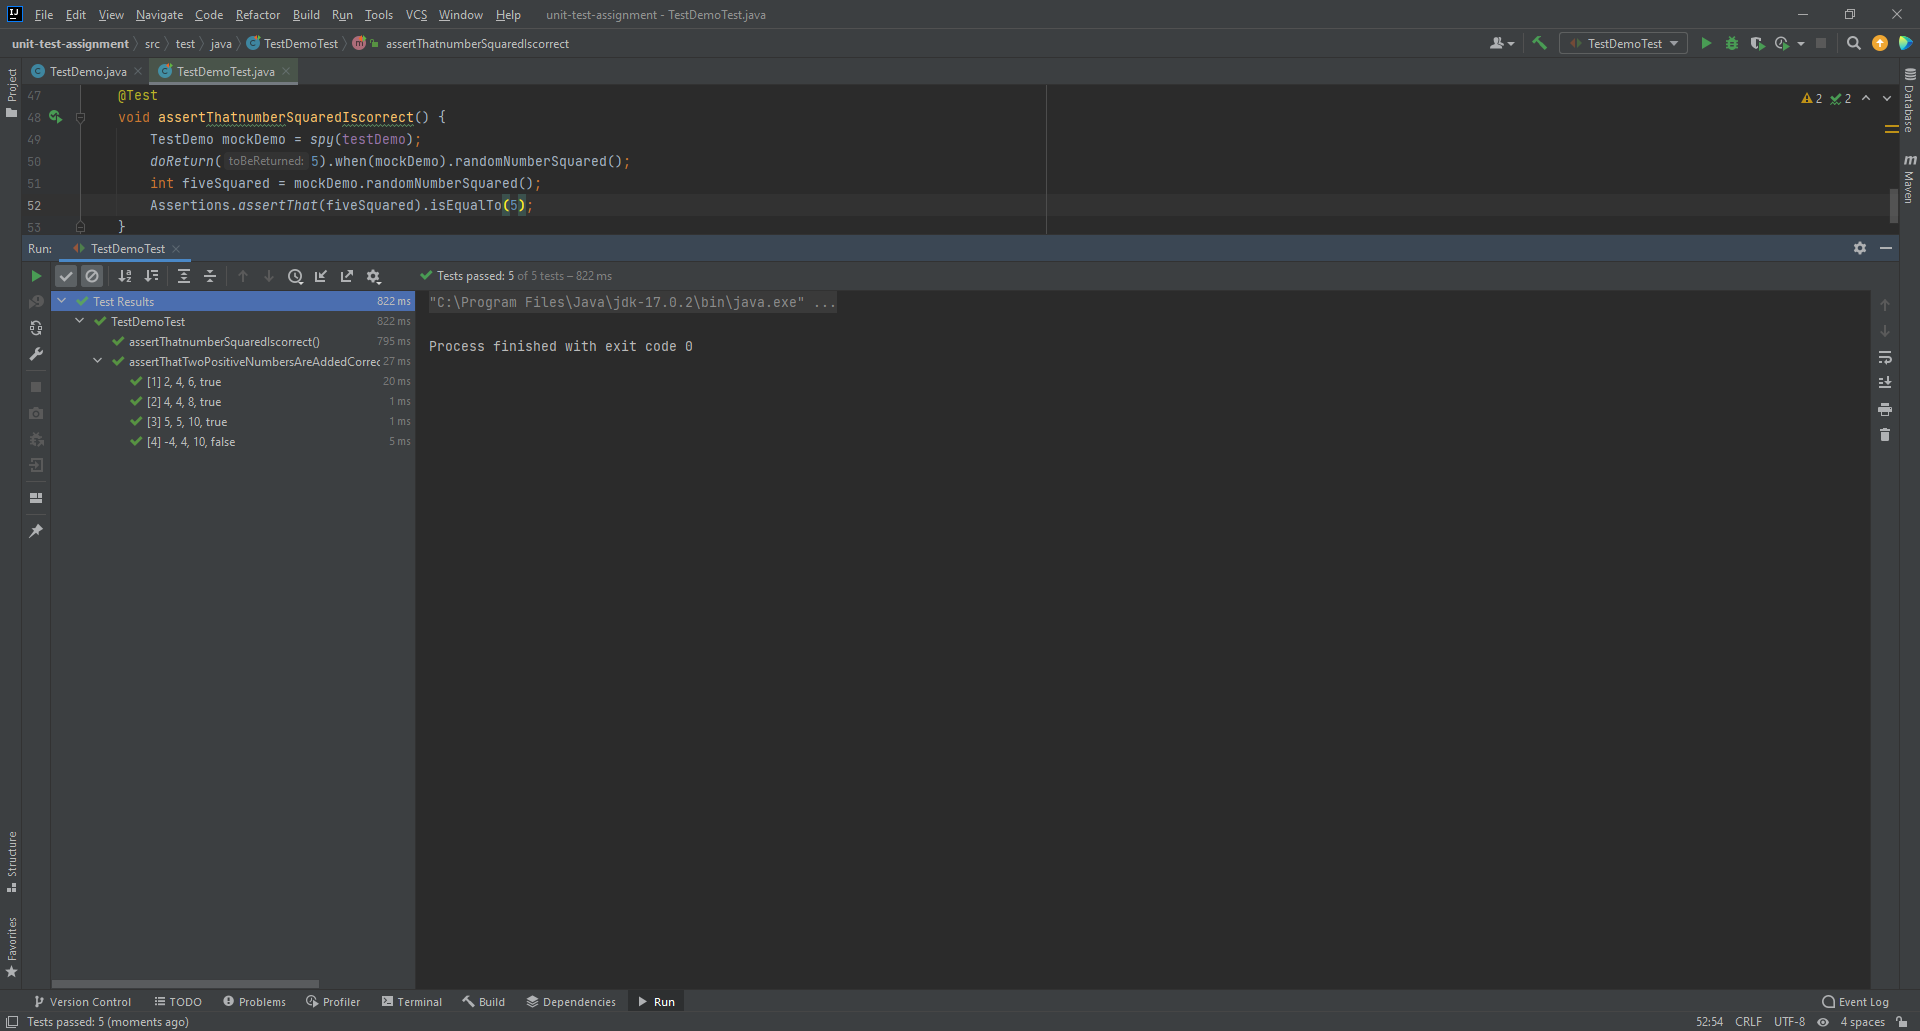 File Edit View Navigate Code Refactor Build Run Tools VCS Window Help unit-test-assignment - TestDemoTest.java
unit-test-assignment src test java TestDemoTest assertThatnumberSquaredIscorrect TestDemoTest
Project
TestDemo.java TestDemoTest.java
47 @Test
2 2
48 void assertThatnumberSquaredIscorrect() {
49 TestDemo mockDemo = spy(testDemo);
50 doReturn( toBeReturned: 5).when(mockDemo).randomNumberSquared();
51 int fiveSquared = mockDemo.randomNumberSquared();
52 Assertions.assertThat(fiveSquared).isEqualTo(5);
53 }
Database
Maven
Run: TestDemoTest
Tests passed: 5 of 5 tests – 822 ms
Test Results 822 ms
TestDemoTest 822 ms
assertThatnumberSquaredIscorrect() 795 ms
assertThatTwoPositiveNumbersAreAddedCorrec 27 ms
[1] 2, 4, 6, true 20 ms
[2] 4, 4, 8, true 1 ms
[3] 5, 5, 10, true 1 ms
[4] -4, 4, 10, false 5 ms
"C:\Program Files\Java\jdk-17.0.2\bin\java.exe" ...
Process finished with exit code 0
Structure
Favorites
Version Control TODO Problems Profiler Terminal Build Dependencies Run Event Log
Tests passed: 5 (moments ago) 52:54 CRLF UTF-8 4 spaces